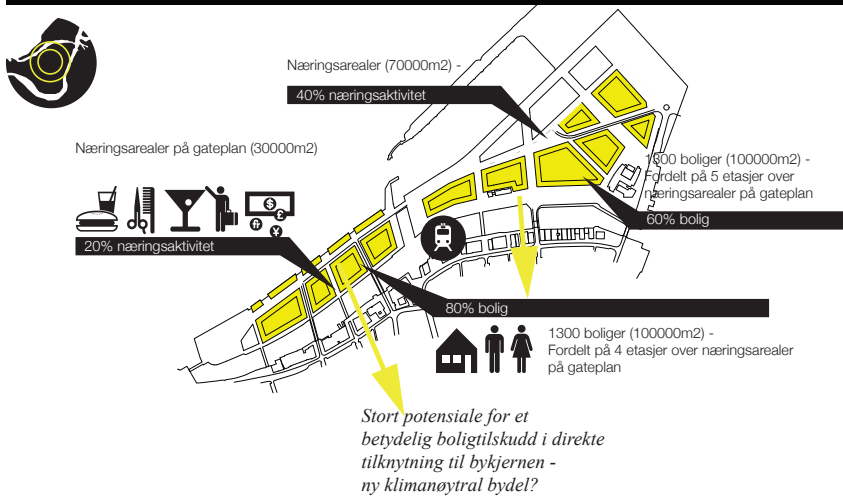 Næringsarealer (70000m2) -
40% næringsaktivitet
Næringsarealer på gateplan (30000m2)
20% næringsaktivitet
1300 boliger (100000m2) -
Fordelt på 5 etasjer over
næringsarealer på gateplan
60% bolig
80% bolig
1300 boliger (100000m2) -
Fordelt på 4 etasjer over næringsarealer
på gateplan
Stort potensiale for et
betydelig boligtilskudd i direkte
tilknytning til bykjernen -
ny klimanøytral bydel?